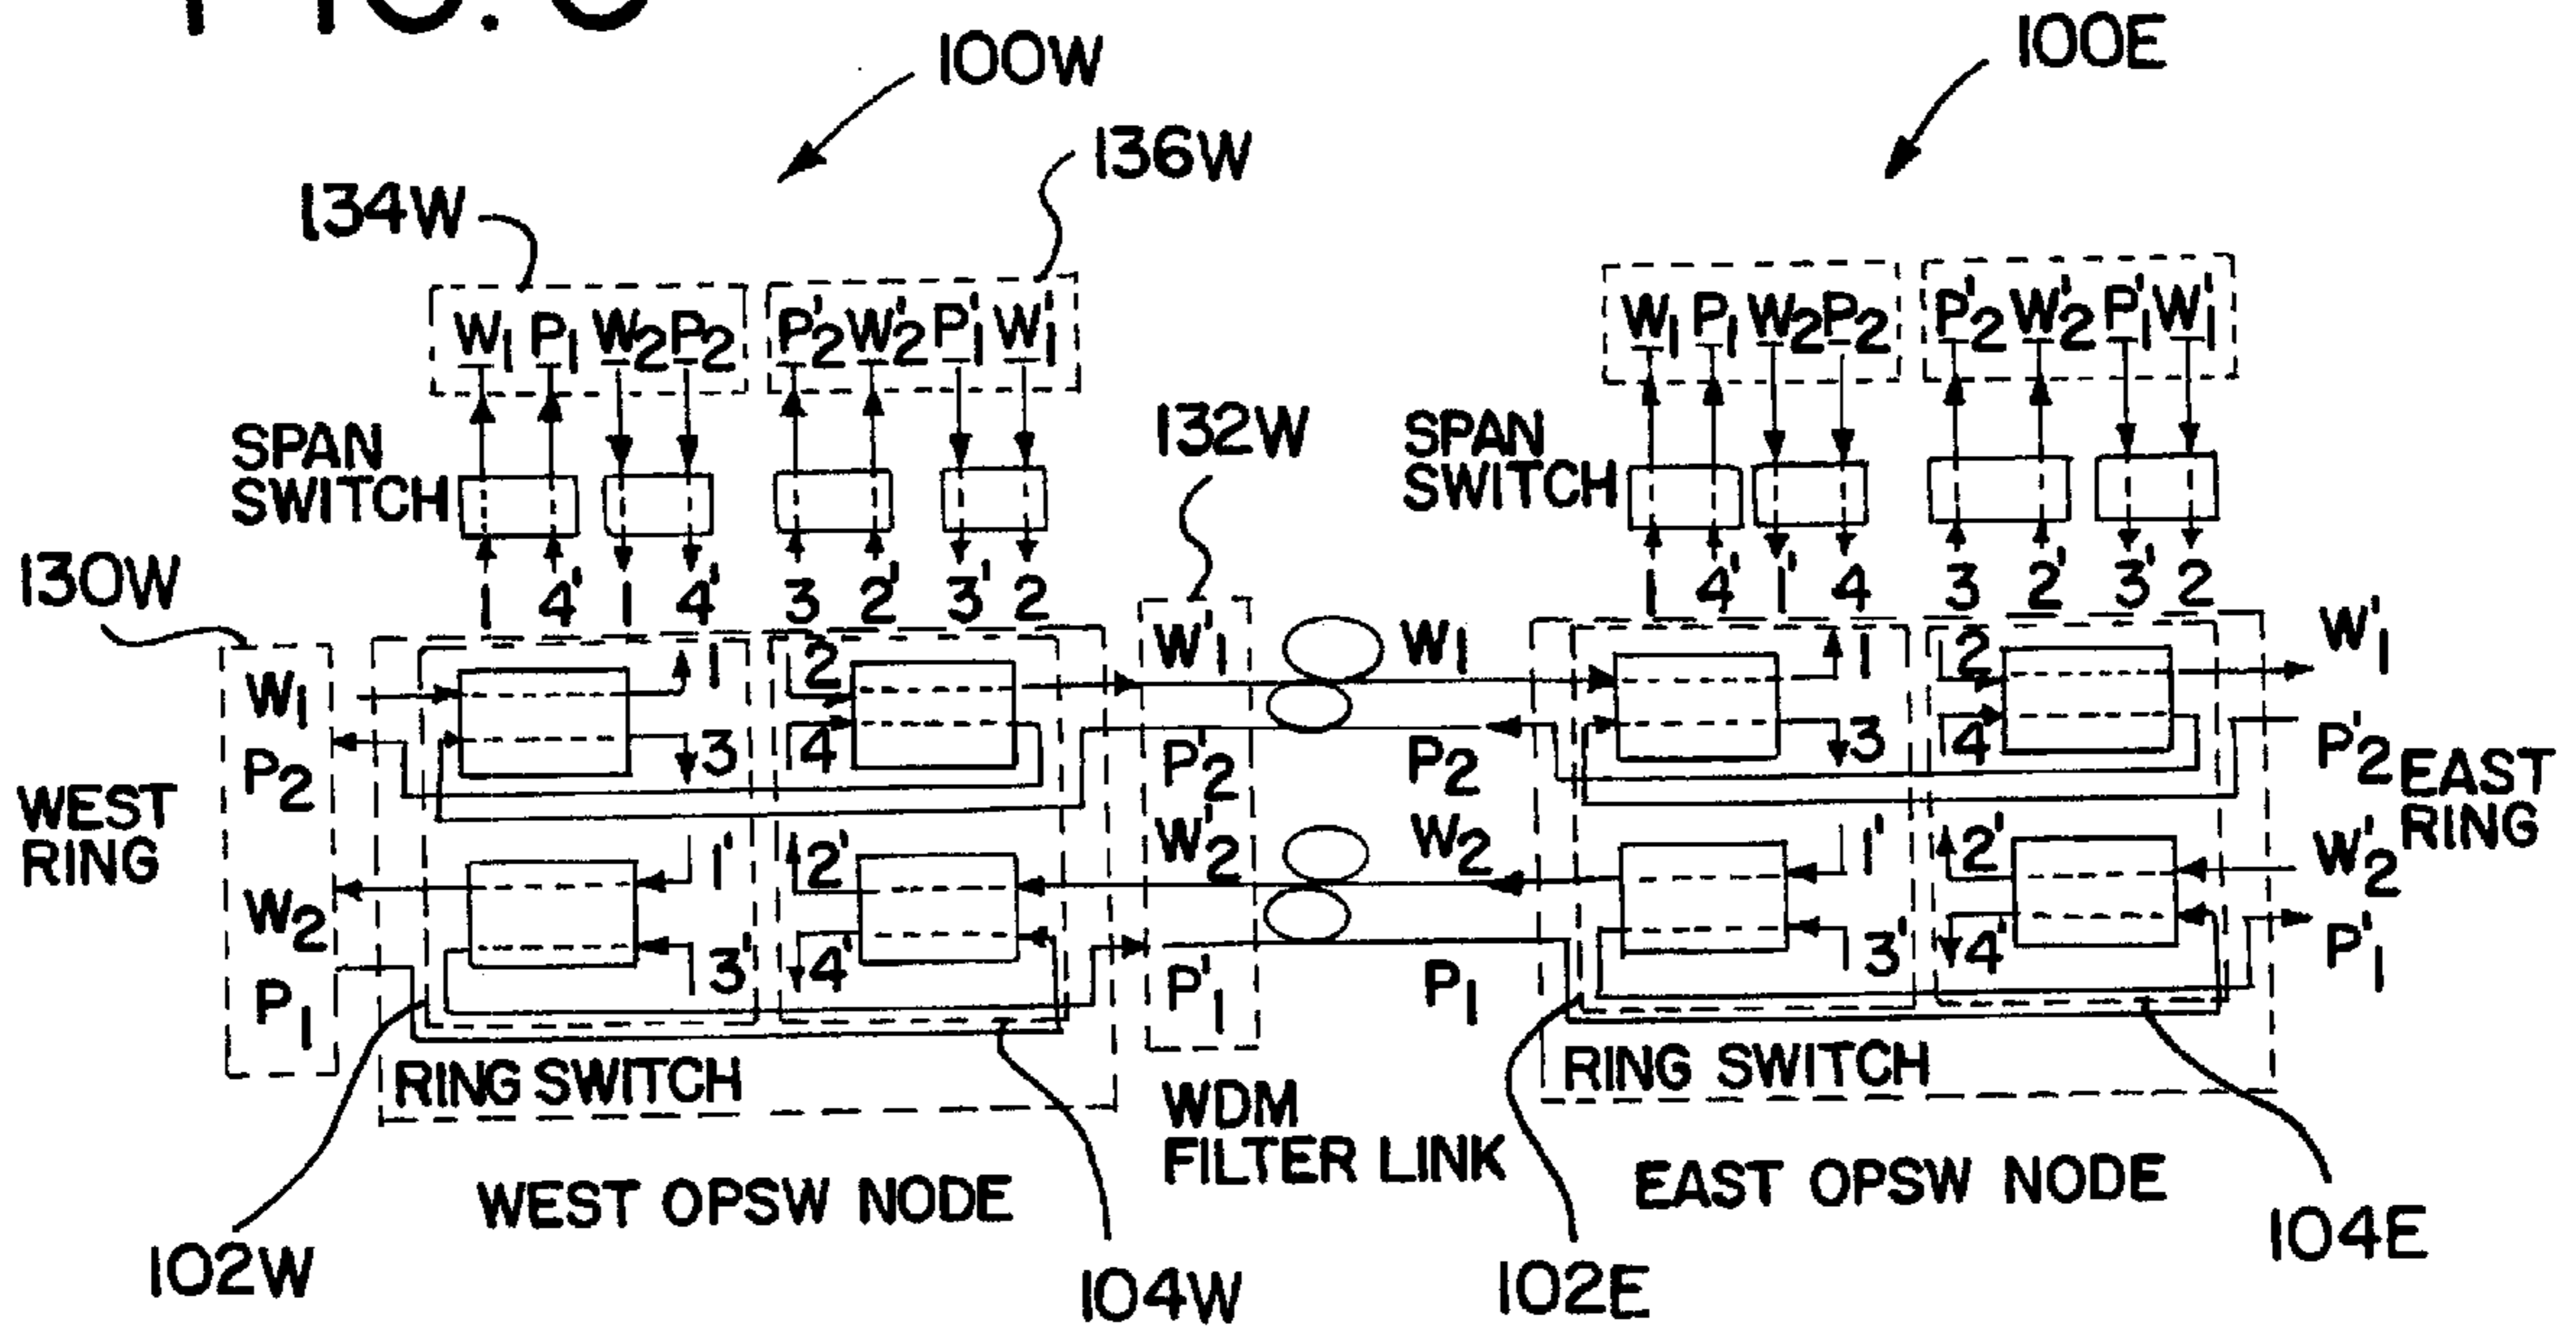 100W
100E
136W
134W
W1 P1 W2 P2 P'2 W'2 P'1 W'1
W1 P1 W2 P2 P'2 W'2 P'1 W'1
132W
SPAN
SWITCH
SPAN
SWITCH
130W
1 4' 1 4' 3 2' 3' 2
1 4' 1' 4 3 2' 3' 2
W1 1 2 W'1 W1 1 2 W'1
P2 3 4 P'2 P2 3 4 P'2
WEST
RING
EAST
RING
W2 1' 2' W'2 W2 1' 2' W'2
P1 3' 4' P'1 P1 3' 4' P'1
RING SWITCH
RING SWITCH
WDM
FILTER LINK
WEST OPSW NODE
EAST OPSW NODE
102W
104W
102E
104E